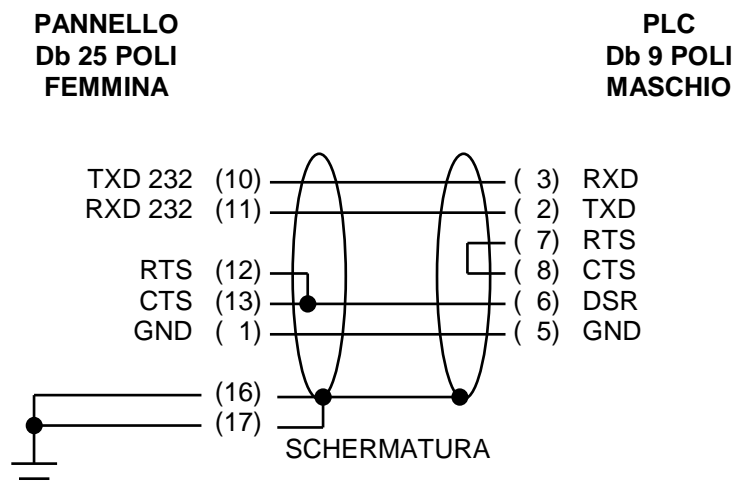 PANNELLO PLC
Db 25 POLI Db 9 POLI
FEMMINA MASCHIO
TXD 232 (10) ( 3) RXD
RXD 232 (11) ( 2) TXD
( 7) RTS
RTS (12) ( 8) CTS
CTS (13) ( 6) DSR
GND ( 1) ( 5) GND
(16)
(17)
SCHERMATURA